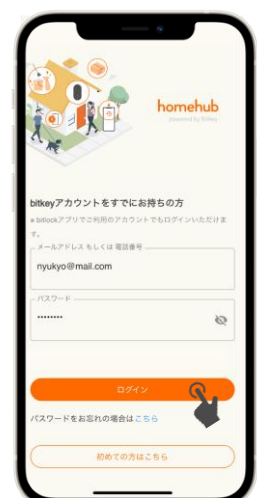 homehub
powered by Bitkey
bitkeyアカウントをすでにお持ちの方
※ bitlockアプリでご利用のアカウントでもログインいただけま
す。
メールアドレス もしくは 電話番号
nyukyo@mail.com
パスワード
••••••••
ログイン
パスワードをお忘れの場合はこちら
初めての方はこちら